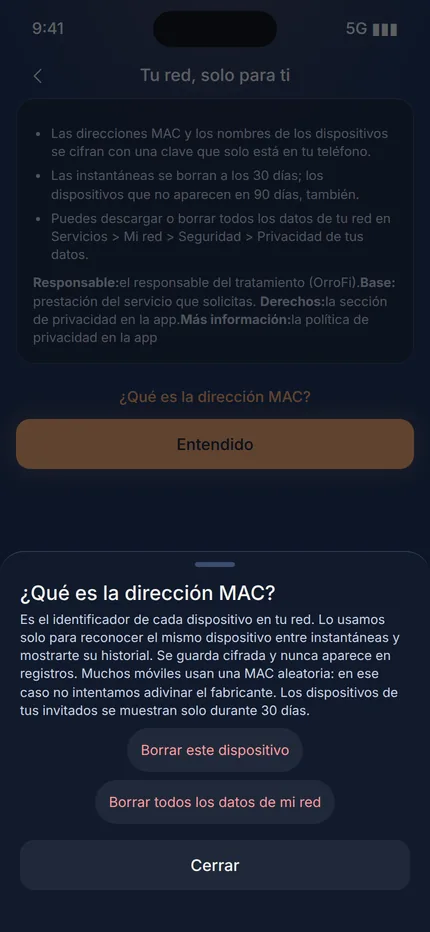 9:41
5G
Tu red, solo para ti
• Las direcciones MAC y los nombres de los dispositivos
se cifran con una clave que solo está en tu teléfono.
• Las instantáneas se borran a los 30 días; los
dispositivos que no aparecen en 90 días, también.
• Puedes descargar o borrar todos los datos de tu red en
Servicios > Mi red > Seguridad > Privacidad de tus
datos.
Responsable:el responsable del tratamiento (OrroFi).Base:
prestación del servicio que solicitas. Derechos:la sección
de privacidad en la app.Más información:la política de
privacidad en la app
¿Qué es la dirección MAC?
Entendido
¿Qué es la dirección MAC?
Es el identificador de cada dispositivo en tu red. Lo usamos
solo para reconocer el mismo dispositivo entre instantáneas y
mostrarte su historial. Se guarda cifrada y nunca aparece en
registros. Muchos móviles usan una MAC aleatoria: en ese
caso no intentamos adivinar el fabricante. Los dispositivos de
tus invitados se muestran solo durante 30 días.
Borrar este dispositivo
Borrar todos los datos de mi red
Cerrar